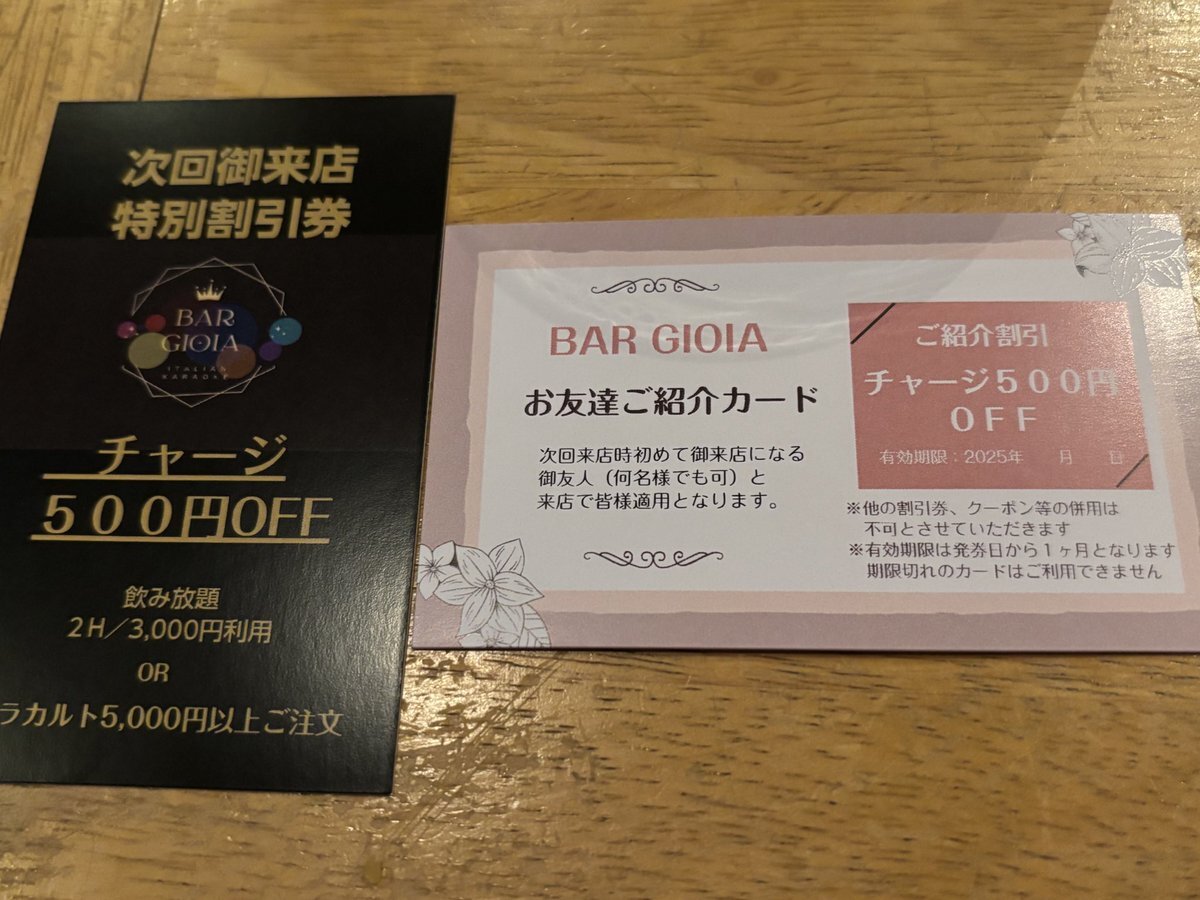 次回御来店
特別割引券
BAR
GIOIA
ITALIAN
KARAOKE
チャージ
500円OFF
飲み放題
2H/3,000円利用
OR
ラカルト5,000円以上ご注文
BAR GIOIA
お友達ご紹介カード
次回来店時初めて御来店になる
御友人（何名様でも可）と
来店で皆様適用となります。
ご紹介割引
チャージ500円
OFF
有効期限：2025年　月　日
※他の割引券、クーポン等の併用は
不可とさせていただきます
※有効期限は発券日から1ヶ月となります
期限切れのカードはご利用できません